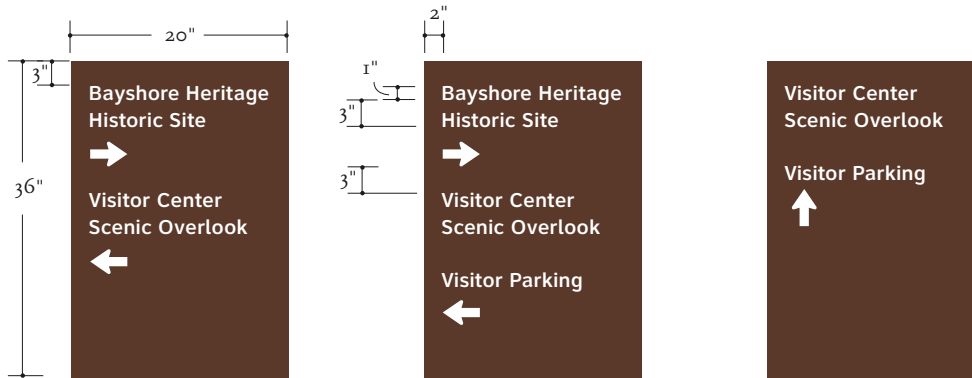 20"
3"
36"
Bayshore Heritage
Historic Site
Visitor Center
Scenic Overlook
2"
1"
3"
3"
Bayshore Heritage
Historic Site
Visitor Center
Scenic Overlook
Visitor Parking
Visitor Center
Scenic Overlook
Visitor Parking